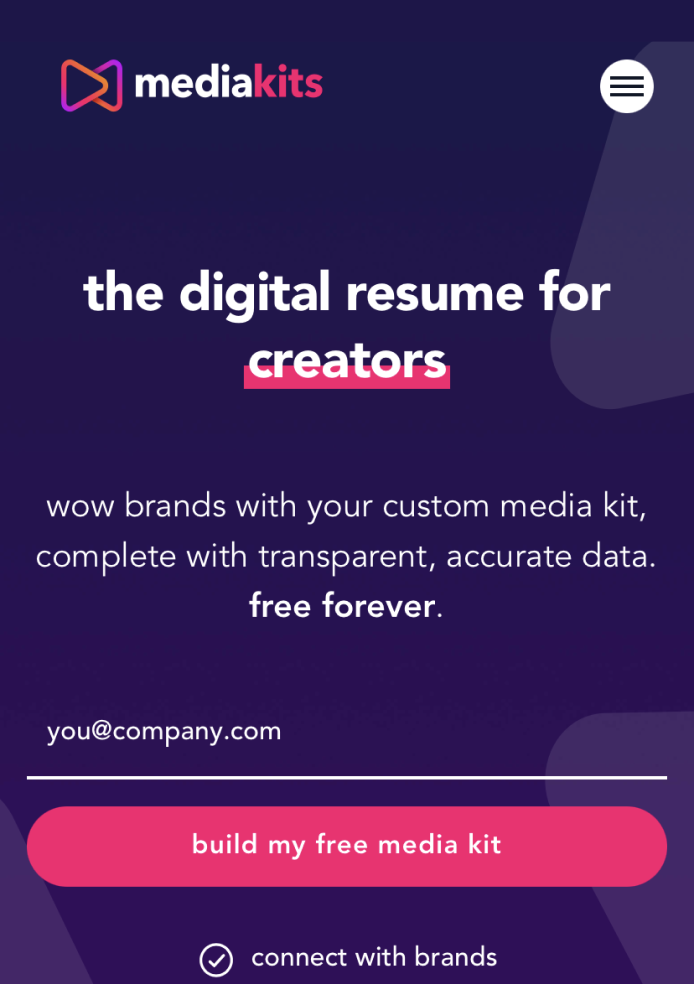 mediakits
the digital resume for
creators
wow brands with your custom media kit,
complete with transparent, accurate data.
free forever.
you@company.com
build my free media kit
connect with brands